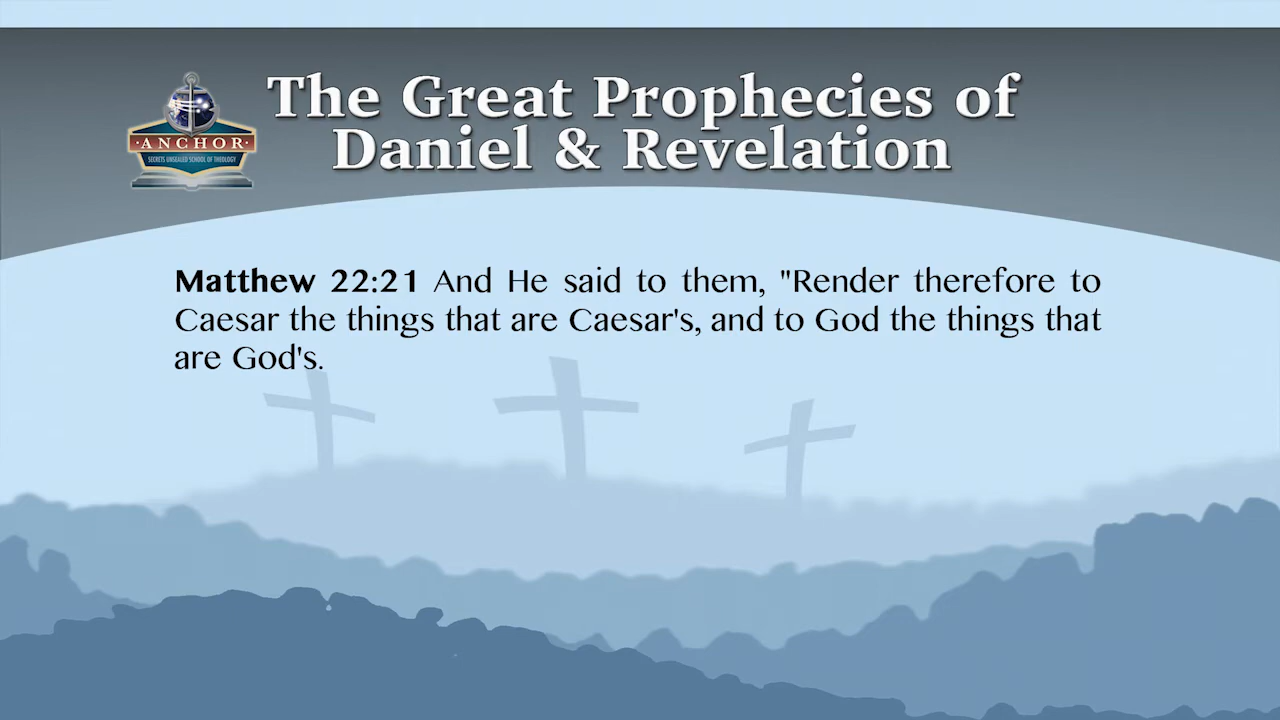 The Great Prophecies of
Daniel & Revelation
·ANCHOR·
SECRETS UNSEALED SCHOOL OF THEOLOGY
Matthew 22:21 And He said to them, "Render therefore to
Caesar the things that are Caesar's, and to God the things that
are God's.